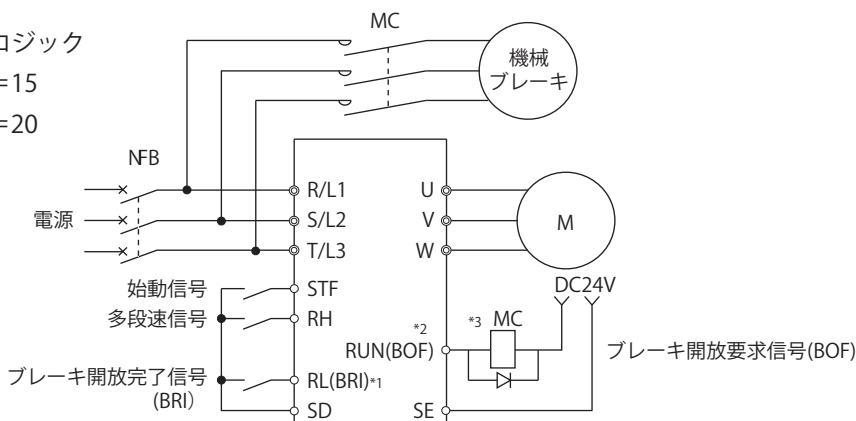 ロジック
=15
=20
MC
機械
ブレーキ
NFB
電源
R/L1
S/L2
T/L3
U
V
W
M
始動信号
STF
多段速信号
RH
DC24V
*2
*3 MC
RUN(BOF)
ブレーキ開放要求信号(BOF)
ブレーキ開放完了信号
(BRI)
RL(BRI)*1
SD
SE